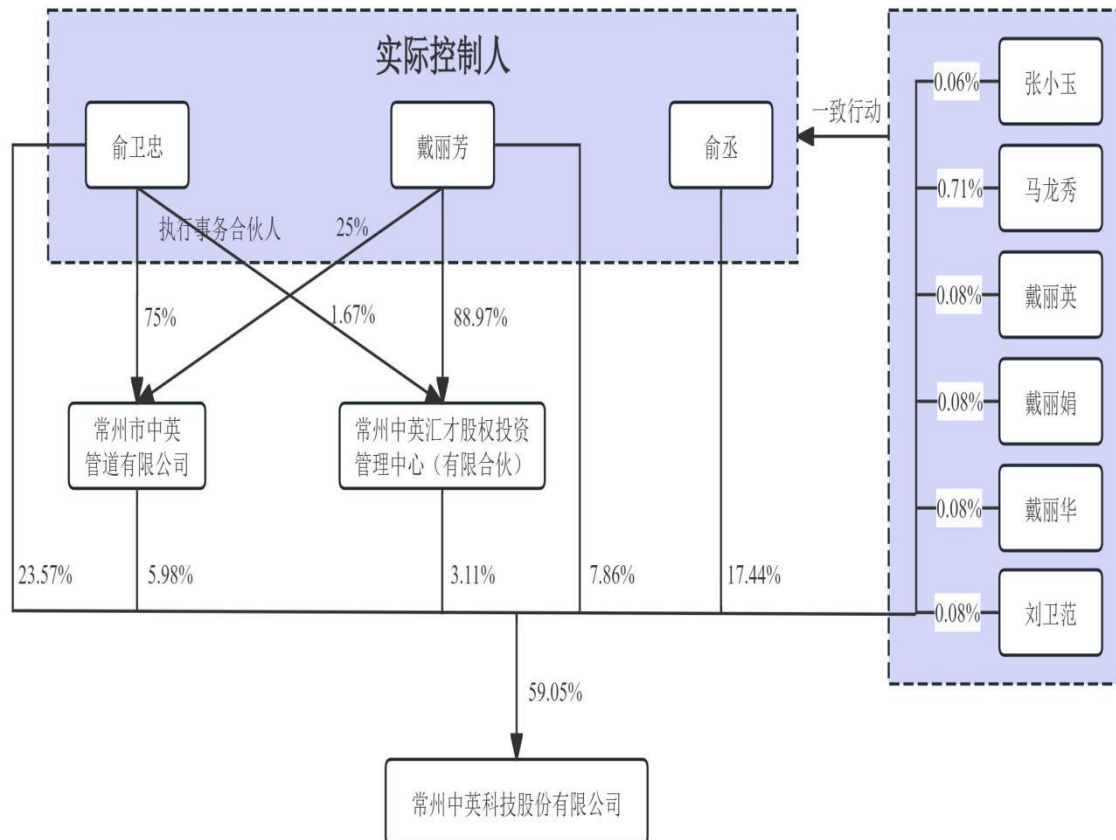 实际控制人
俞卫忠
戴丽芳
俞丞
一致行动
0.06%
张小玉
0.71%
马龙秀
执行事务合伙人
25%
75%
1.67%
88.97%
0.08%
戴丽英
0.08%
戴丽娟
常州市中英
管道有限公司
常州中英汇才股权投资
管理中心（有限合伙）
0.08%
戴丽华
23.57%
5.98%
3.11%
7.86%
17.44%
0.08%
刘卫范
59.05%
常州中英科技股份有限公司